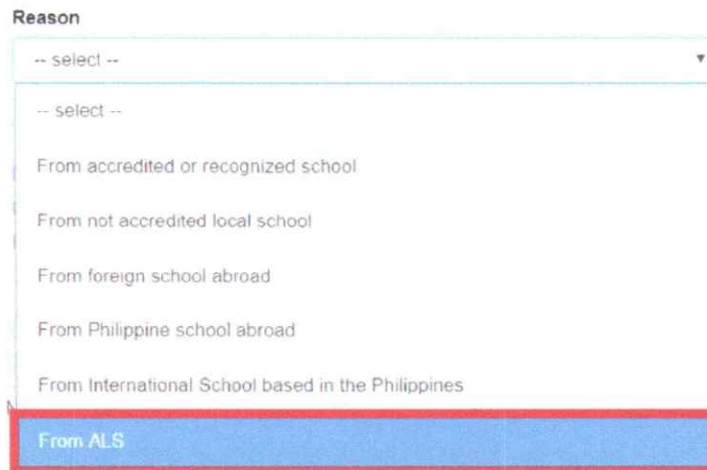 Reason
-- select --
-- select --
From accredited or recognized school
From not accredited local school
From foreign school abroad
From Philippine school abroad
From International School based in the Philippines
From ALS